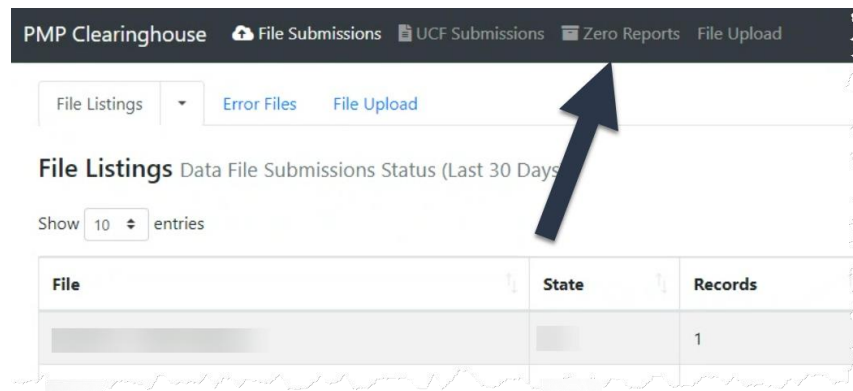 PMP Clearinghouse File Submissions UCF Submissions Zero Reports File Upload
File Listings Error Files File Upload
File Listings Data File Submissions Status (Last 30 Days
Show 10 entries
File State Records
1